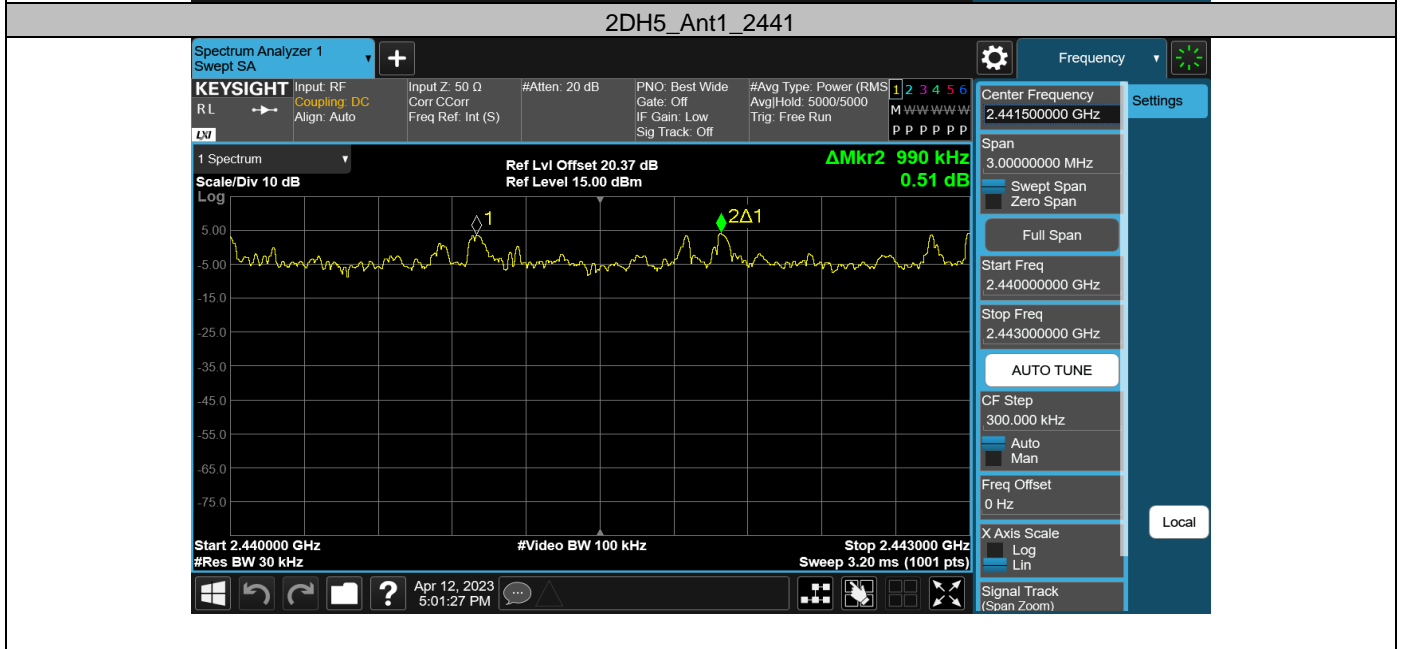 2DH5_Ant1_2441
Spectrum Analyzer 1
Swept SA
+
Frequency
KEYSIGHT
RL
LXI
Input: RF
Coupling: DC
Align: Auto
Input Z: 50 Ω
Corr CCorr
Freq Ref: Int (S)
#Atten: 20 dB
PNO: Best Wide
Gate: Off
IF Gain: Low
Sig Track: Off
#Avg Type: Power (RMS
Avg|Hold: 5000/5000
Trig: Free Run
1 2 3 4 5 6
M W W W W W
P P P P P P
1 Spectrum
Scale/Div 10 dB
Log
Ref Lvl Offset 20.37 dB
Ref Level 15.00 dBm
ΔMkr2 990 kHz
0.51 dB
1
2Δ1
5.00
-5.00
-15.0
-25.0
-35.0
-45.0
-55.0
-65.0
-75.0
Start 2.440000 GHz
#Res BW 30 kHz
#Video BW 100 kHz
Stop 2.443000 GHz
Sweep 3.20 ms (1001 pts)
?
Apr 12, 2023
5:01:27 PM
Center Frequency
2.441500000 GHz
Span
3.00000000 MHz
Swept Span
Zero Span
Full Span
Start Freq
2.440000000 GHz
Stop Freq
2.443000000 GHz
AUTO TUNE
CF Step
300.000 kHz
Auto
Man
Freq Offset
0 Hz
X Axis Scale
Log
Lin
Signal Track
(Span Zoom)
Settings
Local